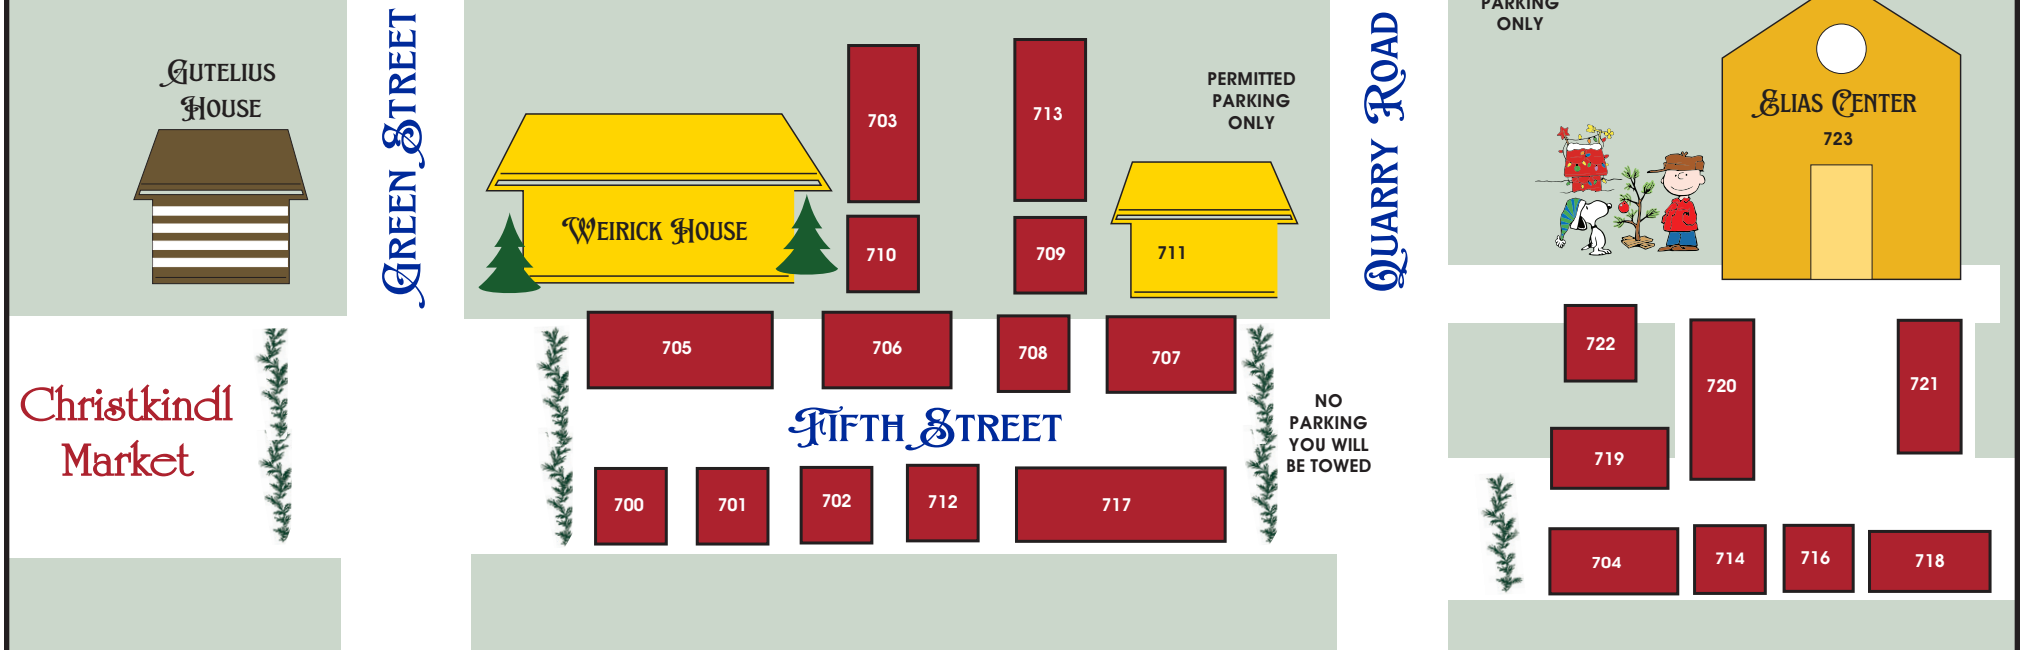 GUTELIUS
HOUSE
Christkindl
Market
GREEN STREET
WEIRICK HOUSE
703
713
710
709
PERMITTED
PARKING
ONLY
711
705
706
708
707
FIFTH STREET
700
701
702
712
717
NO
PARKING
YOU WILL
BE TOWED
QUARRY ROAD
PARKING
ONLY
ELIAS CENTER
723
722
720
721
719
704
714
716
718